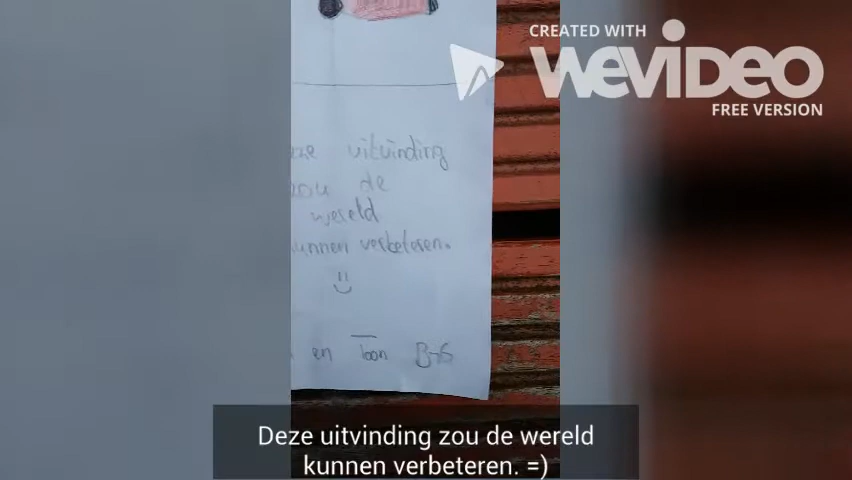 CREATED WITH
WEVIDEO
FREE VERSION
uitvinding
zou de
wereld
kunnen verbeteren.
en Toon
Deze uitvinding zou de wereld
kunnen verbeteren. =)